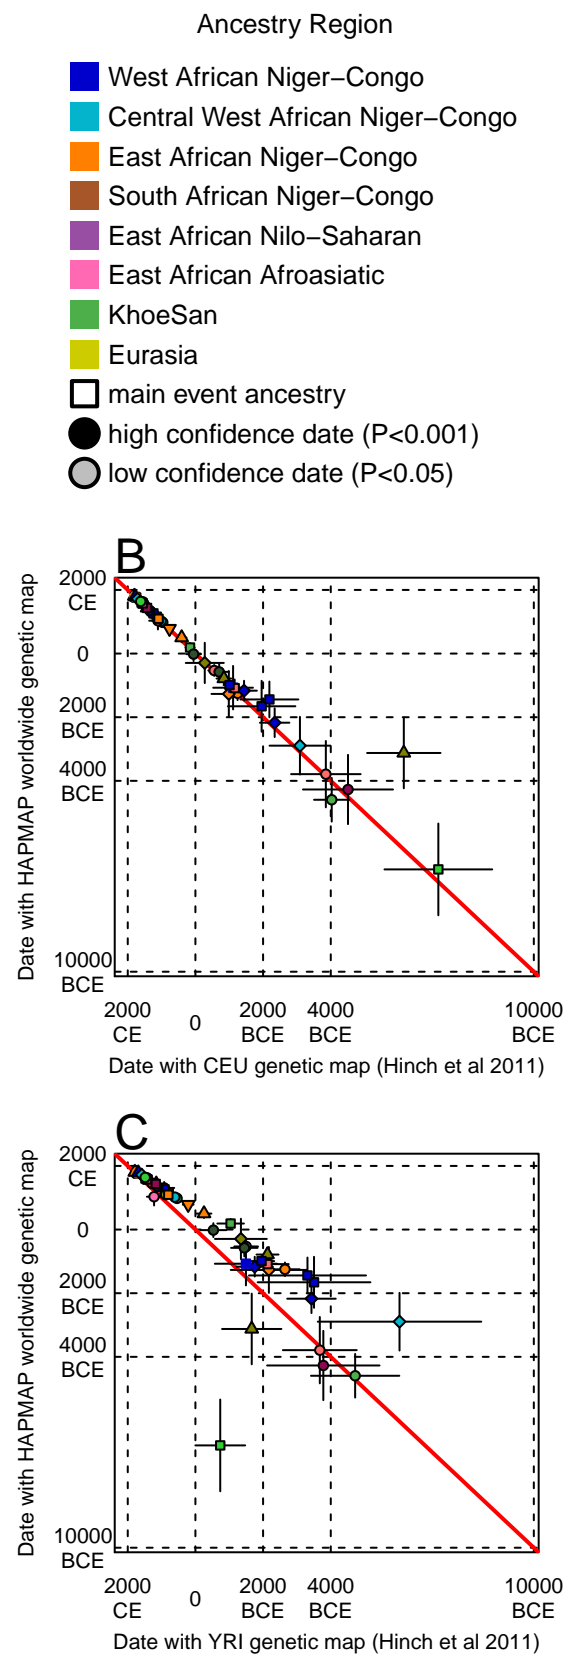 Ancestry Region
West African Niger−Congo
Central West African Niger−Congo
East African Niger−Congo
South African Niger−Congo
East African Nilo−Saharan
East African Afroasiatic
KhoeSan
Eurasia
main event ancestry
high confidence date (P<0.001)
low confidence date (P<0.05)
B
Date with HAPMAP worldwide genetic map
2000
CE
0
2000
BCE
4000
BCE
10000
BCE
2000
CE
0
2000
BCE
4000
BCE
10000
BCE
Date with CEU genetic map (Hinch et al 2011)
C
Date with HAPMAP worldwide genetic map
2000
CE
0
2000
BCE
4000
BCE
10000
BCE
2000
CE
0
2000
BCE
4000
BCE
10000
BCE
Date with YRI genetic map (Hinch et al 2011)